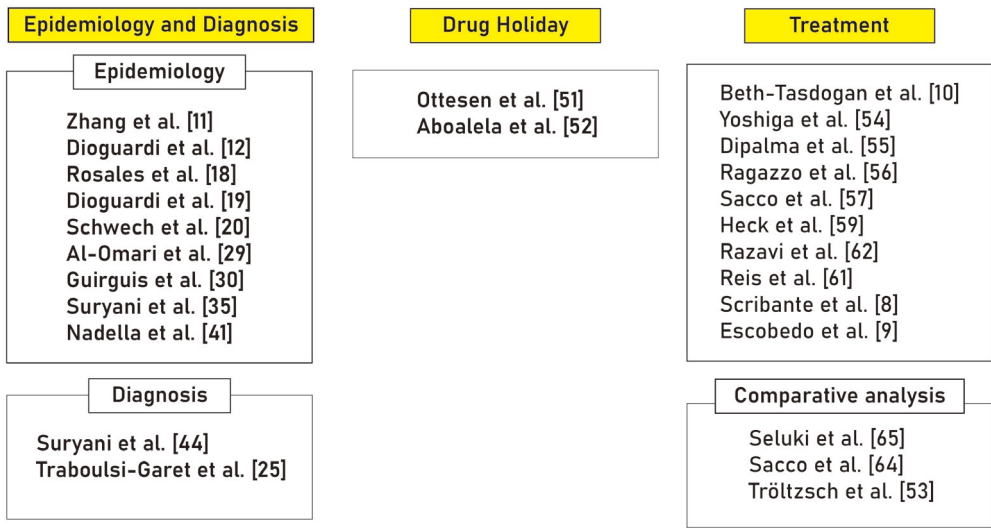 Epidemiology and Diagnosis
Epidemiology
Zhang et al. [11]
Dioguardi et al. [12]
Rosales et al. [18]
Dioguardi et al. [19]
Schwech et al. [20]
Al-Omari et al. [29]
Guirguis et al. [30]
Suryani et al. [35]
Nadella et al. [41]
Diagnosis
Suryani et al. [44]
Traboulsi-Garet et al. [25]
Drug Holiday
Ottesen et al. [51]
Aboalela et al. [52]
Treatment
Beth-Tasdogan et al. [10]
Yoshiga et al. [54]
Dipalma et al. [55]
Ragazzo et al. [56]
Sacco et al. [57]
Heck et al. [59]
Razavi et al. [62]
Reis et al. [61]
Scribante et al. [8]
Escobedo et al. [9]
Comparative analysis
Seluki et al. [65]
Sacco et al. [64]
Tröltzsch et al. [53]